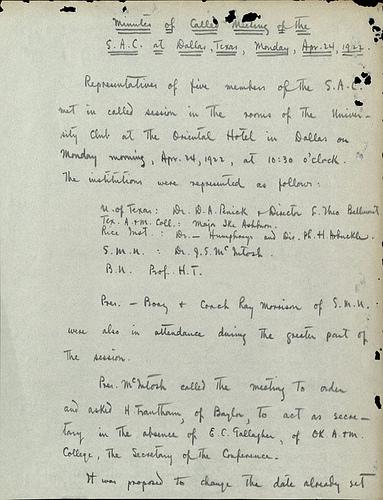 Minutes of Called Meeting of the
S.A.C. at Dallas, Texas, Monday, Apr. 24, 1922.
Representatives of five members of the S.A.C.
met in called session in the rooms of the Univer-
sity Club at the Oriental Hotel in Dallas on
Monday morning, Apr. 24, 1922, at 10:30 o'clock.
The institutions were represented as follows:
U. of Texas: Dr. D.A. Penick & Director L. Theo Bellmont
Tex. A. & M. Coll.: Major Ike Ashburn.
Rice Inst.: Dr. — Humphreys and Dir. Ph. H. Arbuckle.
S.M.U.: Dr. J.S. McIntosh.
B.U. Prof. H.T.
Pres. — Boaz & Coach Ray Morrison of S.M.U.
were also in attendance during the greater part of
the session.
Pres. McIntosh called the meeting to order
and asked H. Trantham, of Baylor, to act as secre-
tary in the absence of E.C. Gallagher, of OK A. & M.
College, the Secretary of the Conference.
It was proposed to change the date already set